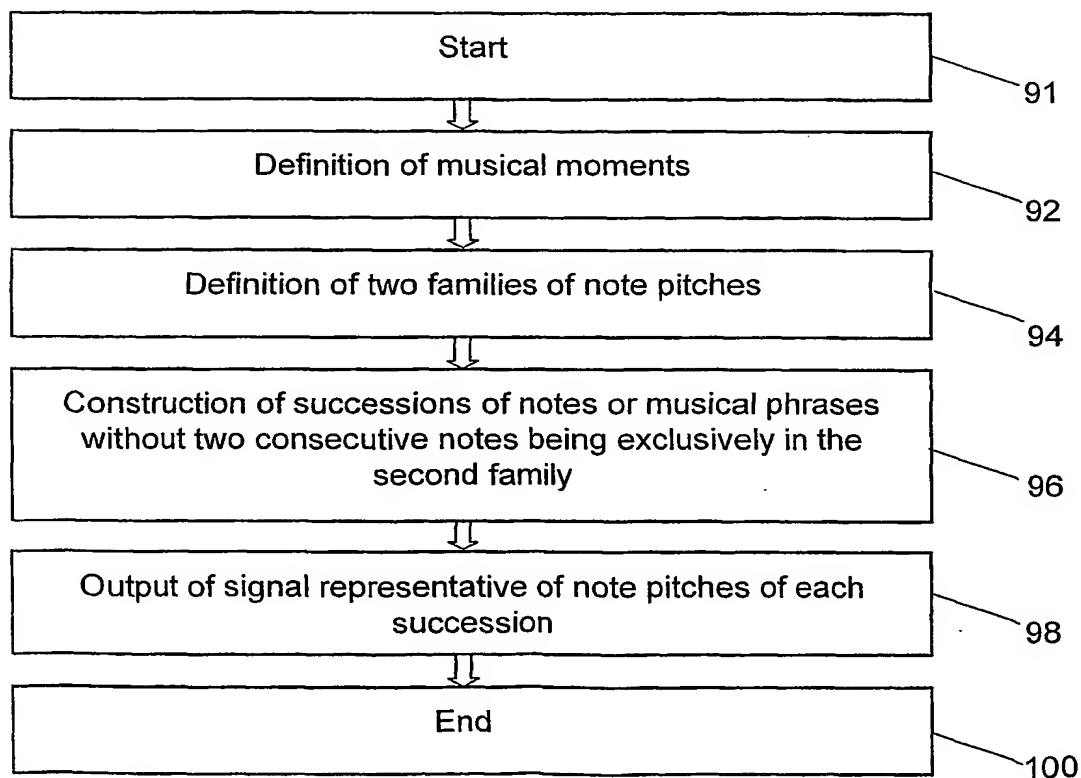 Start
91
Definition of musical moments
92
Definition of two families of note pitches
94
Construction of successions of notes or musical phrases
without two consecutive notes being exclusively in the
second family
96
Output of signal representative of note pitches of each
succession
98
End
100